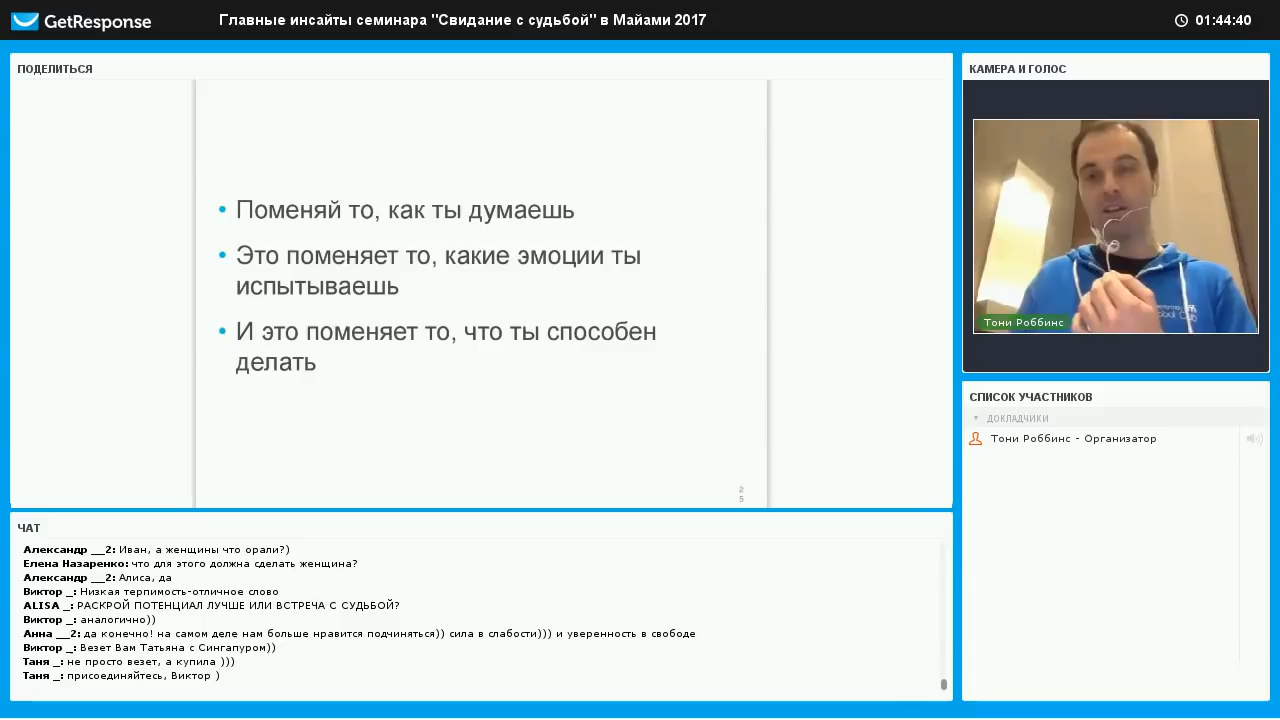 GetResponse
Главные инсайты семинара "Свидание с судьбой" в Майами 2017
01:44:40
ПОДЕЛИТЬСЯ
• Поменяй то, как ты думаешь
• Это поменяет то, какие эмоции ты
испытываешь
• И это поменяет то, что ты способен
делать
2
5
ЧАТ
Александр __2: Иван, а женщины что орали?)
Елена Назаренко: что для этого должна сделать женщина?
Александр __2: Алиса, да
Виктор _: Низкая терпимость-отличное слово
ALISA _: РАСКРОЙ ПОТЕНЦИАЛ ЛУЧШЕ ИЛИ ВСТРЕЧА С СУДЬБОЙ?
Виктор _: аналогично))
Анна __2: да конечно! на самом деле нам больше нравится подчиняться)) сила в слабости))) и уверенность в свободе
Виктор _: Везет Вам Татьяна с Сингапуром))
Таня _: не просто везет, а купила )))
Таня _: присоединяйтесь, Виктор )
КАМЕРА И ГОЛОС
Тони Роббинс
СПИСОК УЧАСТНИКОВ
ДОКЛАДЧИКИ
Тони Роббинс - Организатор